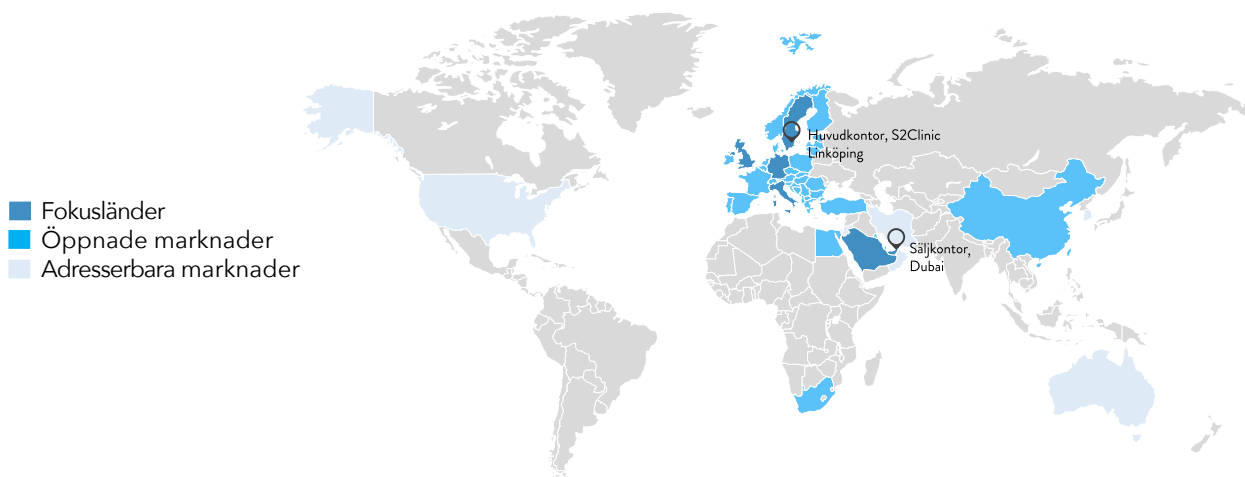 Fokusländer
Öppnade marknader
Adresserbara marknader
Huvudkontor, S2Clinic
Linköping
Säljkontor,
Dubai